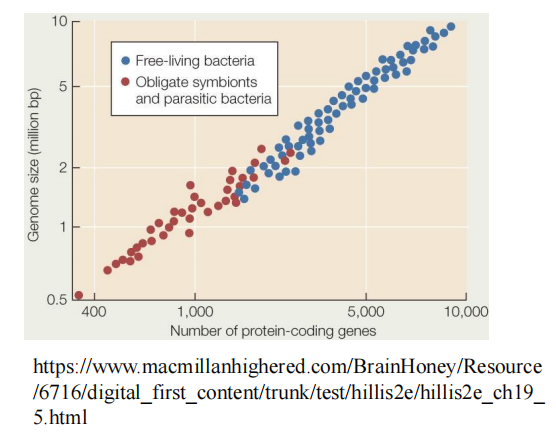 10
Free-living bacteria
Obligate symbionts
and parasitic bacteria
5
2
1
0.5
Genome size (million bp)
400 1,000 5,000 10,000
Number of protein-coding genes
https://www.macmillanhighered.com/BrainHoney/Resource
/6716/digital_first_content/trunk/test/hillis2e/hillis2e_ch19_
5.html